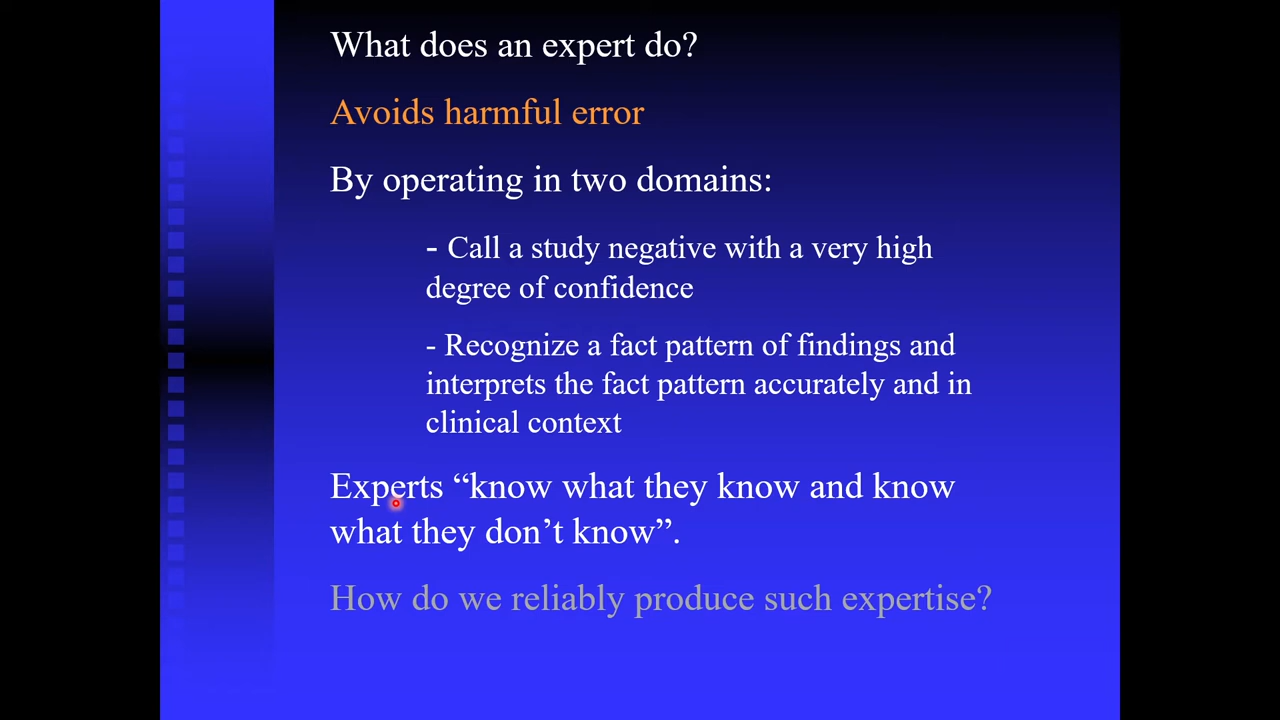 What does an expert do?
Avoids harmful error
By operating in two domains:
- Call a study negative with a very high
degree of confidence
- Recognize a fact pattern of findings and
interprets the fact pattern accurately and in
clinical context
Experts “know what they know and know
what they don’t know”.
How do we reliably produce such expertise?